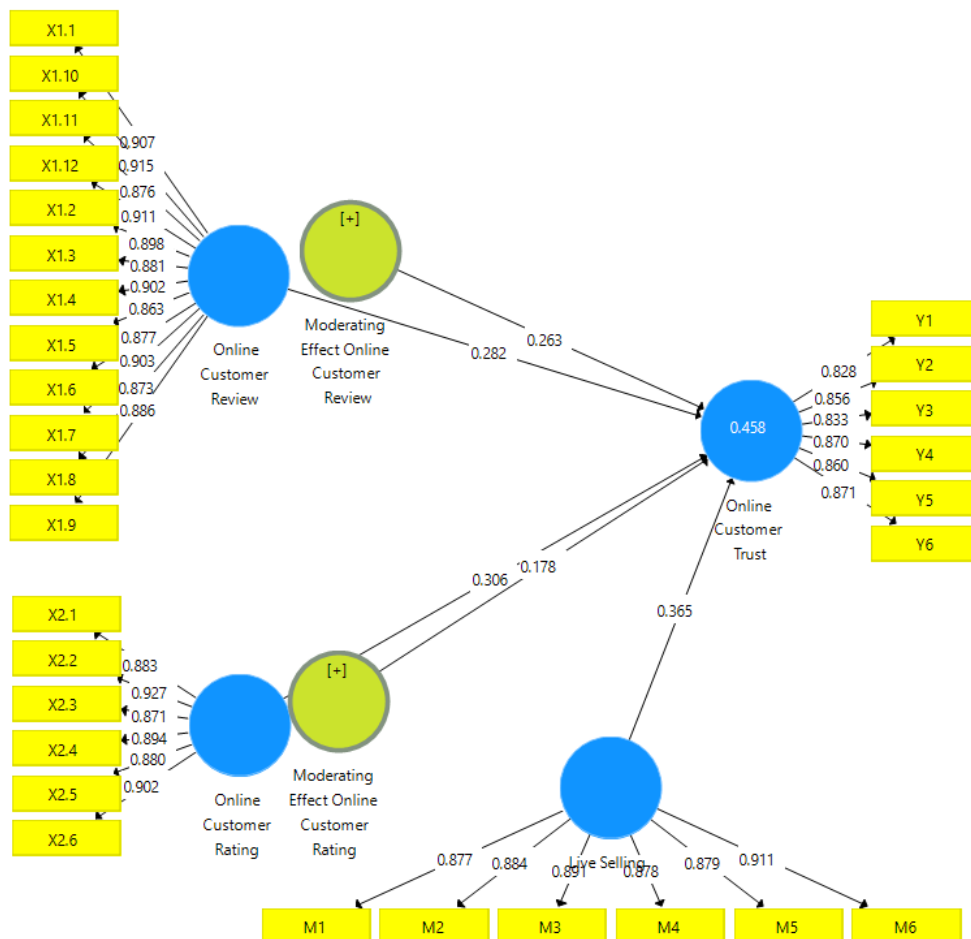 X1.1
X1.10
X1.11
X1.12
X1.2
X1.3
X1.4
X1.5
X1.6
X1.7
X1.8
X1.9
0.907
0.915
0.876
0.911
0.898
0.881
0.902
0.863
0.877
0.903
0.873
0.886
Online
Customer
Review
[+]
Moderating
Effect Online
Customer
Review
0.263
0.282
0.458
Online
Customer
Trust
0.828
0.856
0.833
0.870
0.860
0.871
Y1
Y2
Y3
Y4
Y5
Y6
0.306
0.178
0.365
X2.1
X2.2
X2.3
X2.4
X2.5
X2.6
0.883
0.927
0.871
0.894
0.880
0.902
Online
Customer
Rating
[+]
Moderating
Effect Online
Customer
Rating
Live Selling
0.877
0.884
0.891
0.878
0.879
0.911
M1
M2
M3
M4
M5
M6